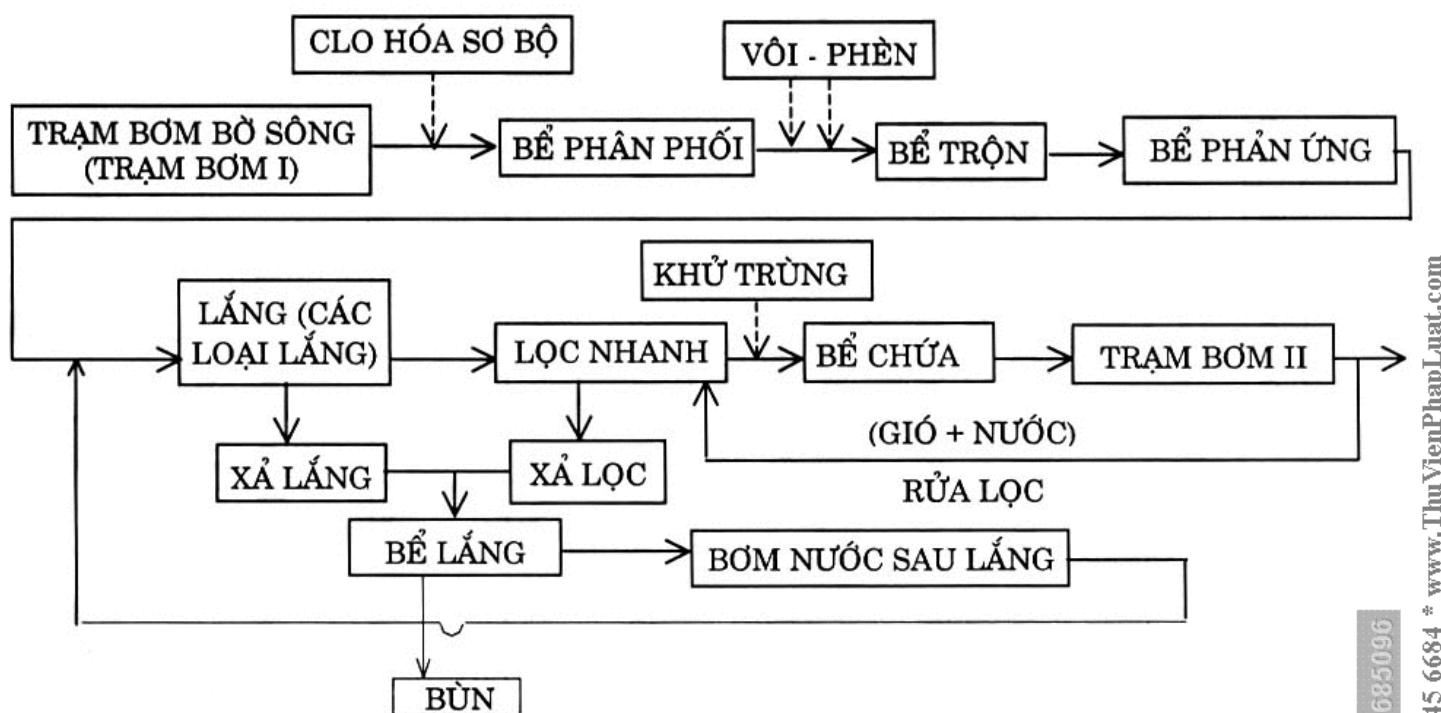 CLO HÓA SƠ BỘ
VÔI - PHÈN
TRẠM BƠM BỜ SÔNG
(TRẠM BƠM I)
BỂ PHÂN PHỐI
BỂ TRỘN
BỂ PHẢN ỨNG
KHỬ TRÙNG
LẮNG (CÁC
LOẠI LẮNG)
LỌC NHANH
BỂ CHỨA
TRẠM BƠM II
(GIÓ + NƯỚC)
RỬA LỌC
XẢ LẮNG
XẢ LỌC
BỂ LẮNG
BƠM NƯỚC SAU LẮNG
BÙN
685096
45 6684 * www.ThuVienPhapLuat.com